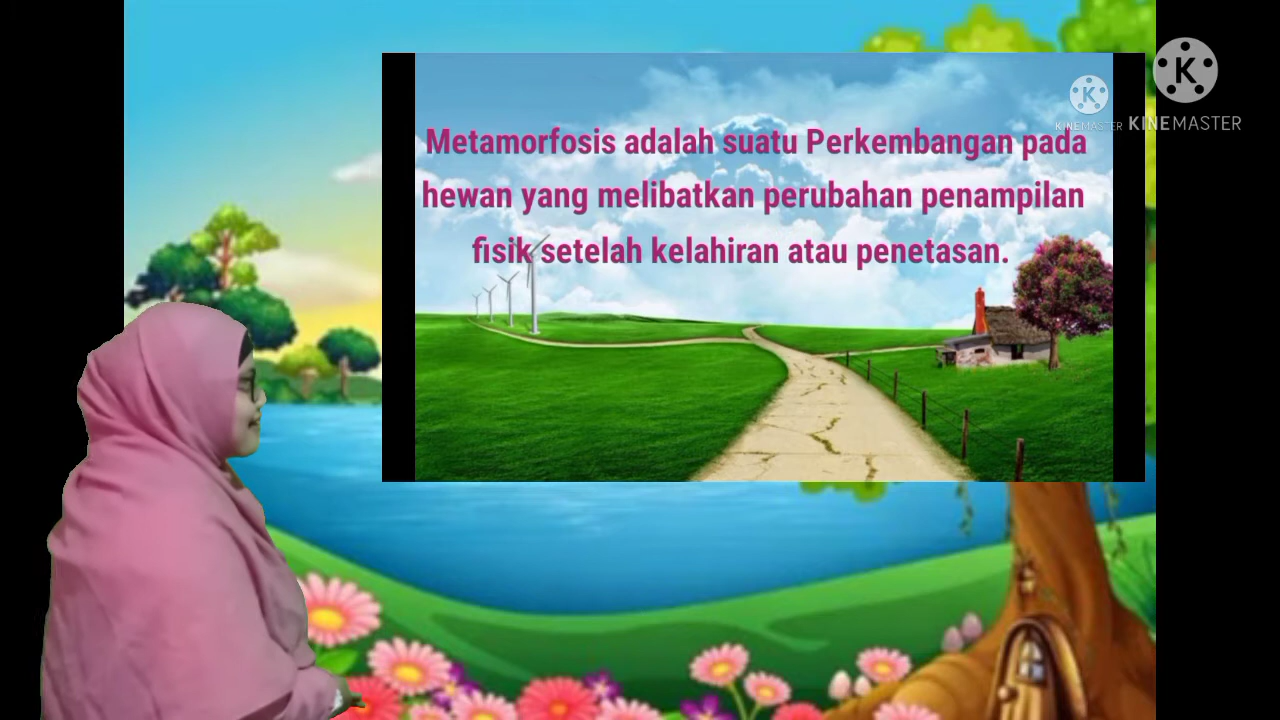 K
KINEMASTER
K
KINEMASTER
Metamorfosis adalah suatu Perkembangan pada
hewan yang melibatkan perubahan penampilan
fisik setelah kelahiran atau penetasan.